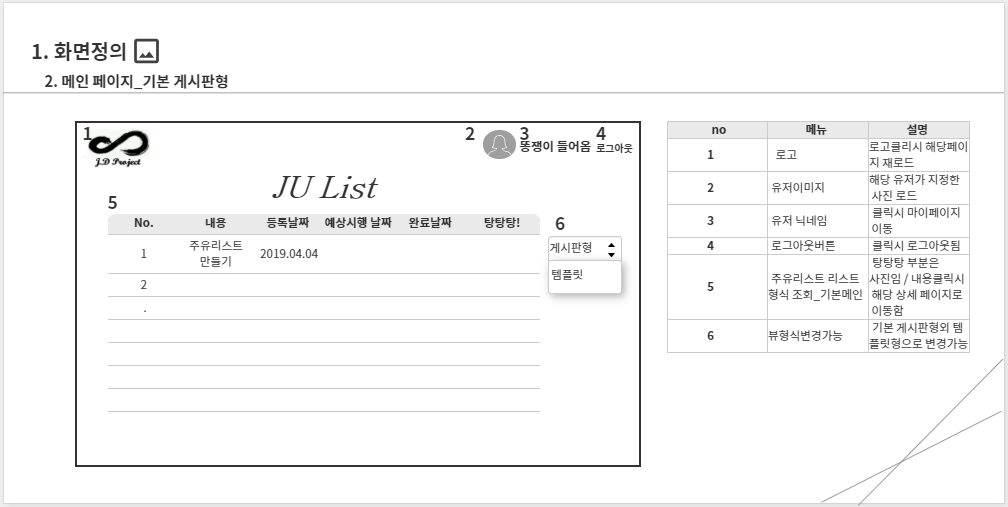 1. 화면정의
2. 메인 페이지_기본 게시판형
1
J.D Project
2
3
똥쟁이 들어옴
4
로그아웃
JU List
5
No. 내용 등록날짜 예상시행 날짜 완료날짜 탕탕탕!
1 주유리스트 2019.04.04
만들기
2
.
6
게시판형
템플릿
no 메뉴 설명
1 로고 로고클리시 해당페이
지 재로드
2 유저이미지 해당 유저가 지정한
사진 로드
3 유저 닉네임 클릭시 마이페이지
이동
4 로그아웃버튼 클릭시 로그아웃됨
5 주유리스트 리스트
형식 조회_기본메인
탕탕탕 부분은
사진임 / 내용클릭시
해당 상세 페이지로
이동함
6 뷰형식변경가능 기본 게시판형외 템
플릿형으로 변경가능